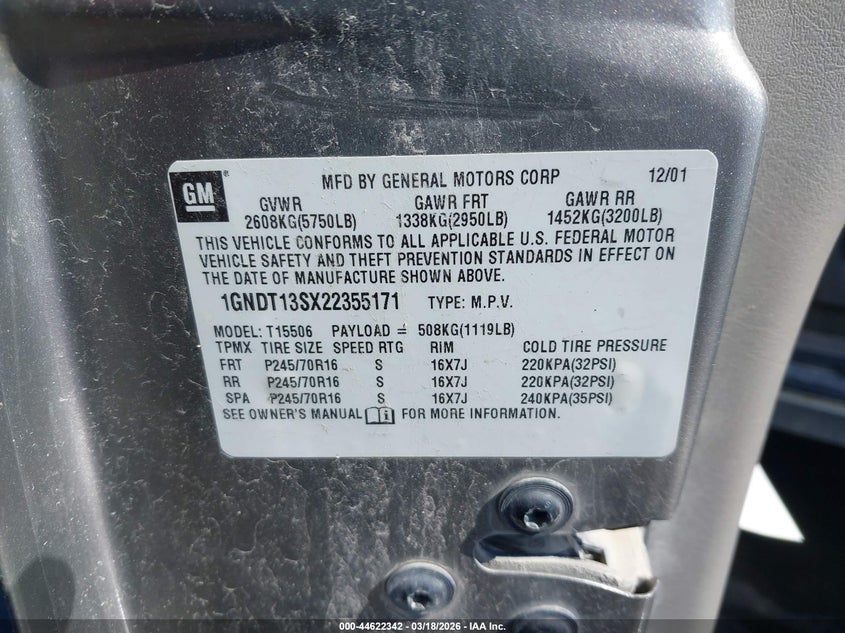 GM
MFD BY GENERAL MOTORS CORP 12/01
GVWR GAWR FRT GAWR RR
2608KG(5750LB) 1338KG(2950LB) 1452KG(3200LB)
THIS VEHICLE CONFORMS TO ALL APPLICABLE U.S. FEDERAL MOTOR
VEHICLE SAFETY AND THEFT PREVENTION STANDARDS IN EFFECT ON
THE DATE OF MANUFACTURE SHOWN ABOVE.
1GNDT13SX22355171 TYPE: M.P.V.
MODEL: T15506 PAYLOAD = 508KG(1119LB)
TPMX TIRE SIZE SPEED RTG RIM COLD TIRE PRESSURE
FRT P245/70R16 S 16X7J 220KPA(32PSI)
RR P245/70R16 S 16X7J 220KPA(32PSI)
SPA P245/70R16 S 16X7J 240KPA(35PSI)
SEE OWNER'S MANUAL FOR MORE INFORMATION.
000-44622342 | 03/18/2026 | IAA Inc.